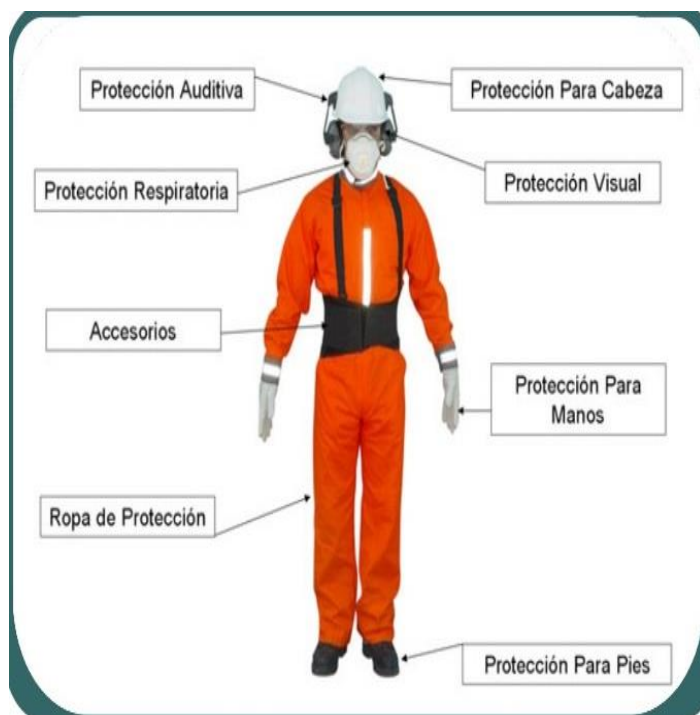 Protección Auditiva
Protección Para Cabeza
Protección Respiratoria
Protección Visual
Accesorios
Protección Para
Manos
Ropa de Protección
Protección Para Pies